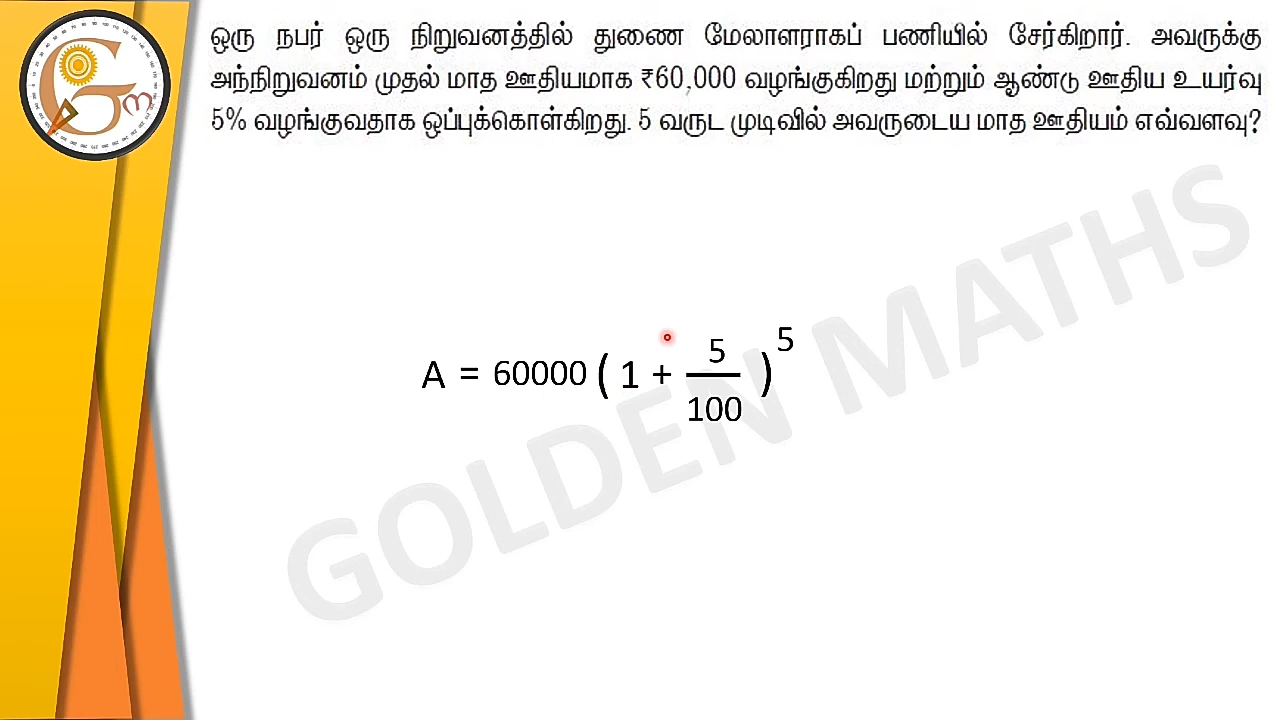 ஒரு நபர் ஒரு நிறுவனத்தில் துணை மேலாளராகப் பணியில் சேர்கிறார். அவருக்கு
அந்நிறுவனம் முதல் மாத ஊதியமாக ₹60,000 வழங்குகிறது மற்றும் ஆண்டு ஊதிய உயர்வு
5% வழங்குவதாக ஒப்புக்கொள்கிறது. 5 வருட முடிவில் அவருடைய மாத ஊதியம் எவ்வளவு?
A = 60000 ( 1 + 5/100 )^5
GOLDEN MATHS